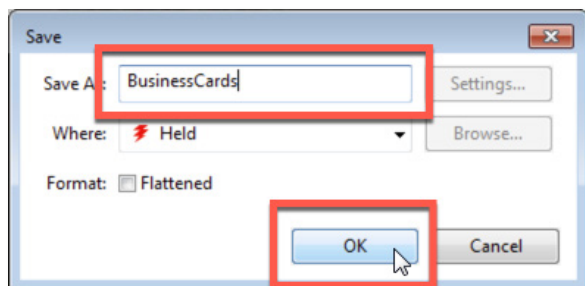 Save
Save As: BusinessCards Settings...
Where: Held Browse...
Format: Flattened
OK Cancel